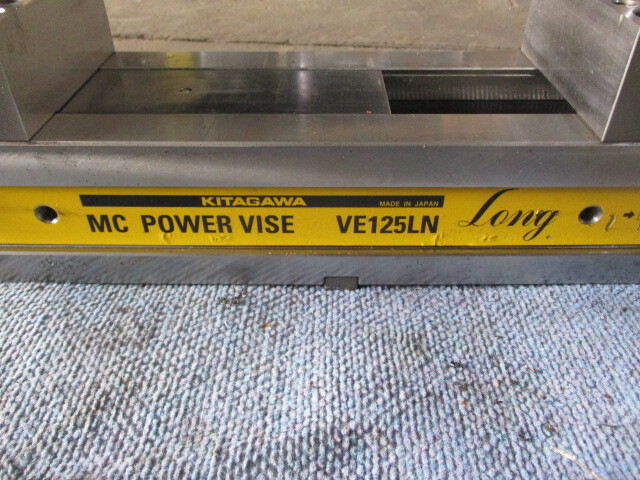 KITAGAWA MADE IN JAPAN
MC POWER VISE VE125LN Long